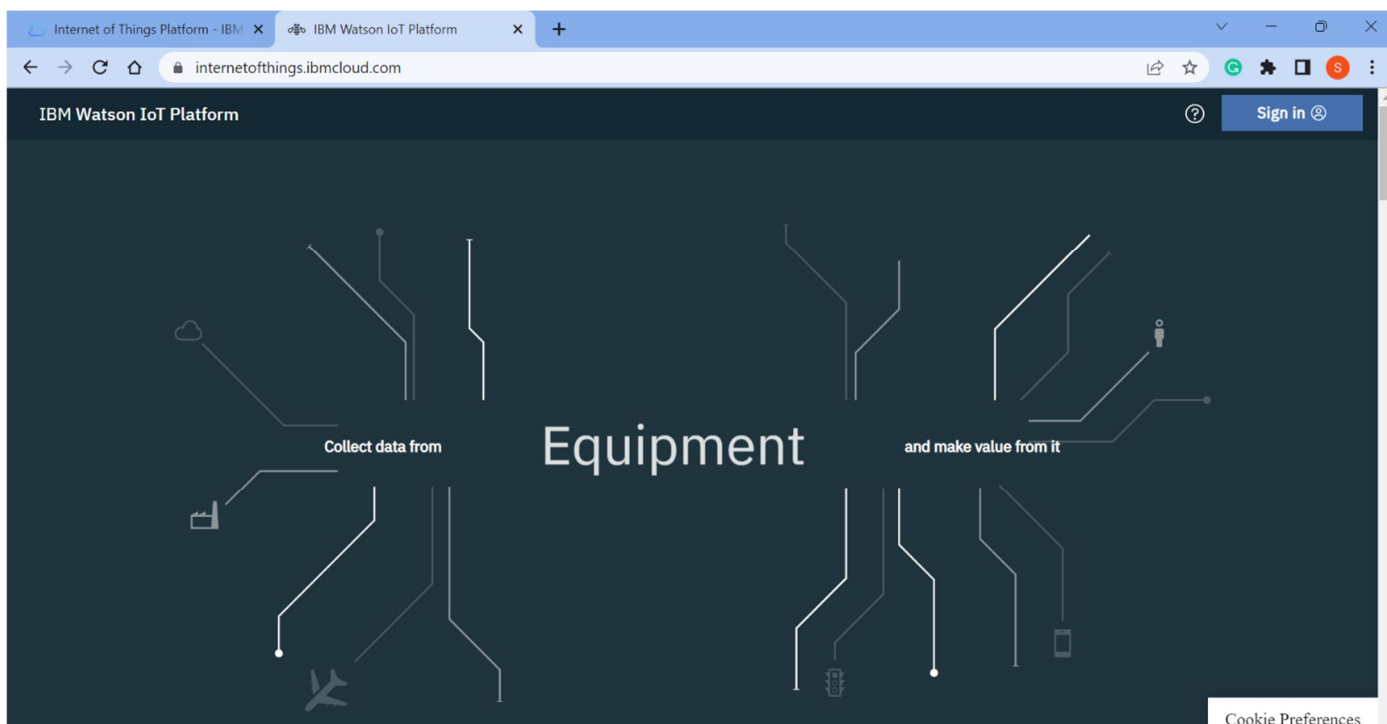 Internet of Things Platform - IBM
IBM Watson IoT Platform
internetofthings.ibmcloud.com
G
S
IBM Watson IoT Platform
?
Sign in
Collect data from
Equipment
and make value from it
Cookie Preferences